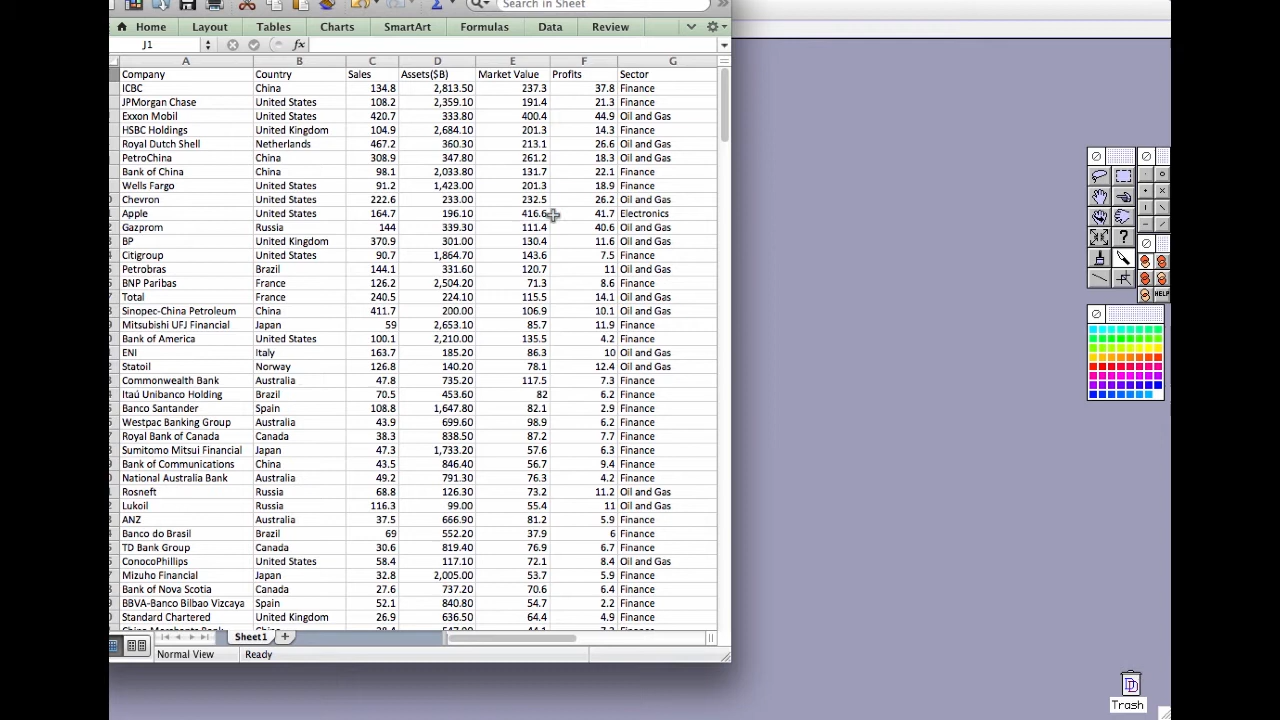 Search in Sheet
Home Layout Tables Charts SmartArt Formulas Data Review
J1 fx
A B C D E F G
Company Country Sales Assets($B) Market Value Profits Sector
ICBC China 134.8 2,813.50 237.3 37.8 Finance
JPMorgan Chase United States 108.2 2,359.10 191.4 21.3 Finance
Exxon Mobil United States 420.7 333.80 400.4 44.9 Oil and Gas
HSBC Holdings United Kingdom 104.9 2,684.10 201.3 14.3 Finance
Royal Dutch Shell Netherlands 467.2 360.30 213.1 26.6 Oil and Gas
PetroChina China 308.9 347.80 261.2 18.3 Oil and Gas
Bank of China China 98.1 2,033.80 131.7 22.1 Finance
Wells Fargo United States 91.2 1,423.00 201.3 18.9 Finance
Chevron United States 222.6 233.00 232.5 26.2 Oil and Gas
Apple United States 164.7 196.10 416.6 41.7 Electronics
Gazprom Russia 144 339.30 111.4 40.6 Oil and Gas
BP United Kingdom 370.9 301.00 130.4 11.6 Oil and Gas
Citigroup United States 90.7 1,864.70 143.6 7.5 Finance
Petrobras Brazil 144.1 331.60 120.7 11 Oil and Gas
BNP Paribas France 126.2 2,504.20 71.3 8.6 Finance
Total France 240.5 224.10 115.5 14.1 Oil and Gas
Sinopec-China Petroleum China 411.7 200.00 106.9 10.1 Oil and Gas
Mitsubishi UFJ Financial Japan 59 2,653.10 85.7 11.9 Finance
Bank of America United States 100.1 2,210.00 135.5 4.2 Finance
ENI Italy 163.7 185.20 86.3 10 Oil and Gas
Statoil Norway 126.8 140.20 78.1 12.4 Oil and Gas
Commonwealth Bank Australia 47.8 735.20 117.5 7.3 Finance
Itaú Unibanco Holding Brazil 70.5 453.60 82 6.2 Finance
Banco Santander Spain 108.8 1,647.80 82.1 2.9 Finance
Westpac Banking Group Australia 43.9 699.60 98.9 6.2 Finance
Royal Bank of Canada Canada 38.3 838.50 87.2 7.7 Finance
Sumitomo Mitsui Financial Japan 47.3 1,733.20 57.6 6.3 Finance
Bank of Communications China 43.5 846.40 56.7 9.4 Finance
National Australia Bank Australia 49.2 791.30 76.3 4.2 Finance
Rosneft Russia 68.8 126.30 73.2 11.2 Oil and Gas
Lukoil Russia 116.3 99.00 55.4 11 Oil and Gas
ANZ Australia 37.5 666.90 81.2 5.9 Finance
Banco do Brasil Brazil 69 552.20 37.9 6 Finance
TD Bank Group Canada 30.6 819.40 76.9 6.7 Finance
ConocoPhillips United States 58.4 117.10 72.1 8.4 Oil and Gas
Mizuho Financial Japan 32.8 2,005.00 53.7 5.9 Finance
Bank of Nova Scotia Canada 27.6 737.20 70.6 6.4 Finance
BBVA-Banco Bilbao Vizcaya Spain 52.1 840.80 54.7 2.2 Finance
Standard Chartered United Kingdom 26.9 636.50 64.4 4.9 Finance
Sheet1
Normal View Ready
HELP
Trash